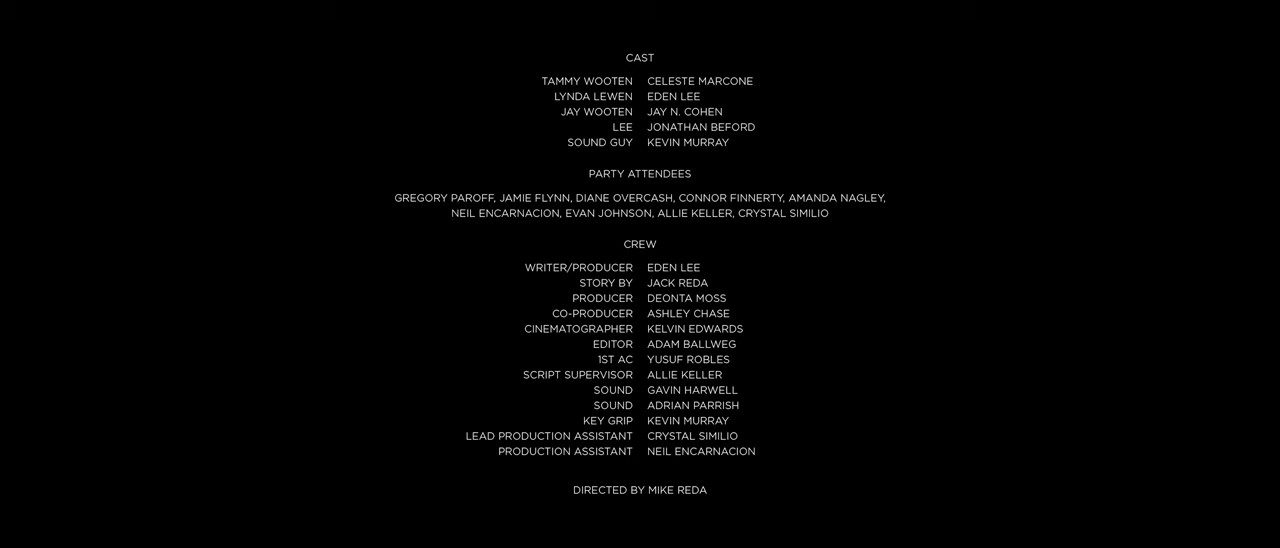 CAST
TAMMY WOOTEN CELESTE MARCONE
LYNDA LEWEN EDEN LEE
JAY WOOTEN JAY N. COHEN
LEE JONATHAN BEFORD
SOUND GUY KEVIN MURRAY
PARTY ATTENDEES
GREGORY PAROFF, JAMIE FLYNN, DIANE OVERCASH, CONNOR FINNERTY, AMANDA NAGLEY,
NEIL ENCARNACION, EVAN JOHNSON, ALLIE KELLER, CRYSTAL SIMILIO
CREW
WRITER/PRODUCER EDEN LEE
STORY BY JACK REDA
PRODUCER DEONTA MOSS
CO-PRODUCER ASHLEY CHASE
CINEMATOGRAPHER KELVIN EDWARDS
EDITOR ADAM BALLWEG
1ST AC YUSUF ROBLES
SCRIPT SUPERVISOR ALLIE KELLER
SOUND GAVIN HARWELL
SOUND ADRIAN PARRISH
KEY GRIP KEVIN MURRAY
LEAD PRODUCTION ASSISTANT CRYSTAL SIMILIO
PRODUCTION ASSISTANT NEIL ENCARNACION
DIRECTED BY MIKE REDA